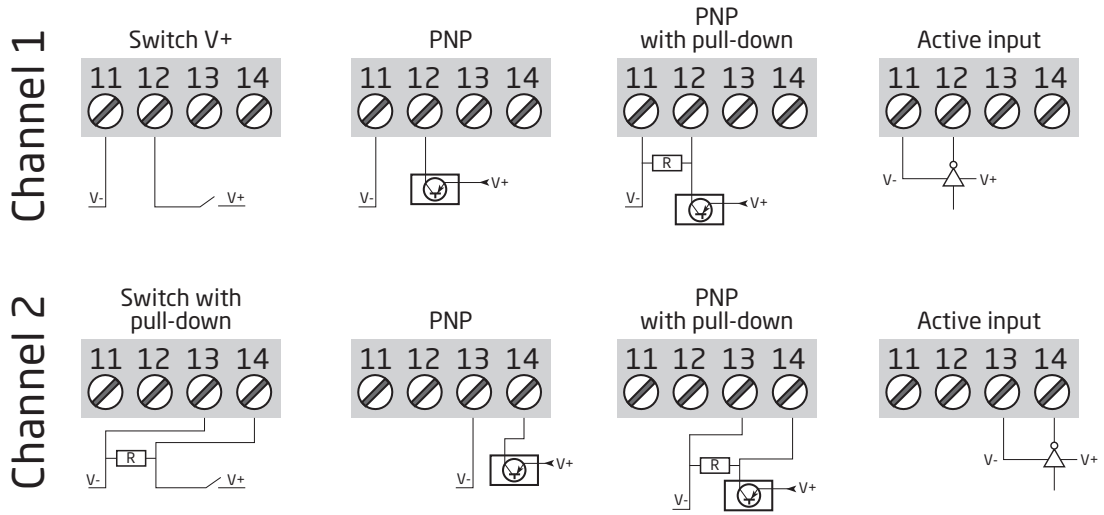 Channel 1
Switch V+
11 12 13 14
V-
V+
PNP
11 12 13 14
V-
V+
PNP
with pull-down
11 12 13 14
R
V-
V+
Active input
11 12 13 14
V-
V+
Channel 2
Switch with
pull-down
11 12 13 14
R
V-
V+
PNP
11 12 13 14
V-
V+
PNP
with pull-down
11 12 13 14
R
V-
V+
Active input
11 12 13 14
V-
V+